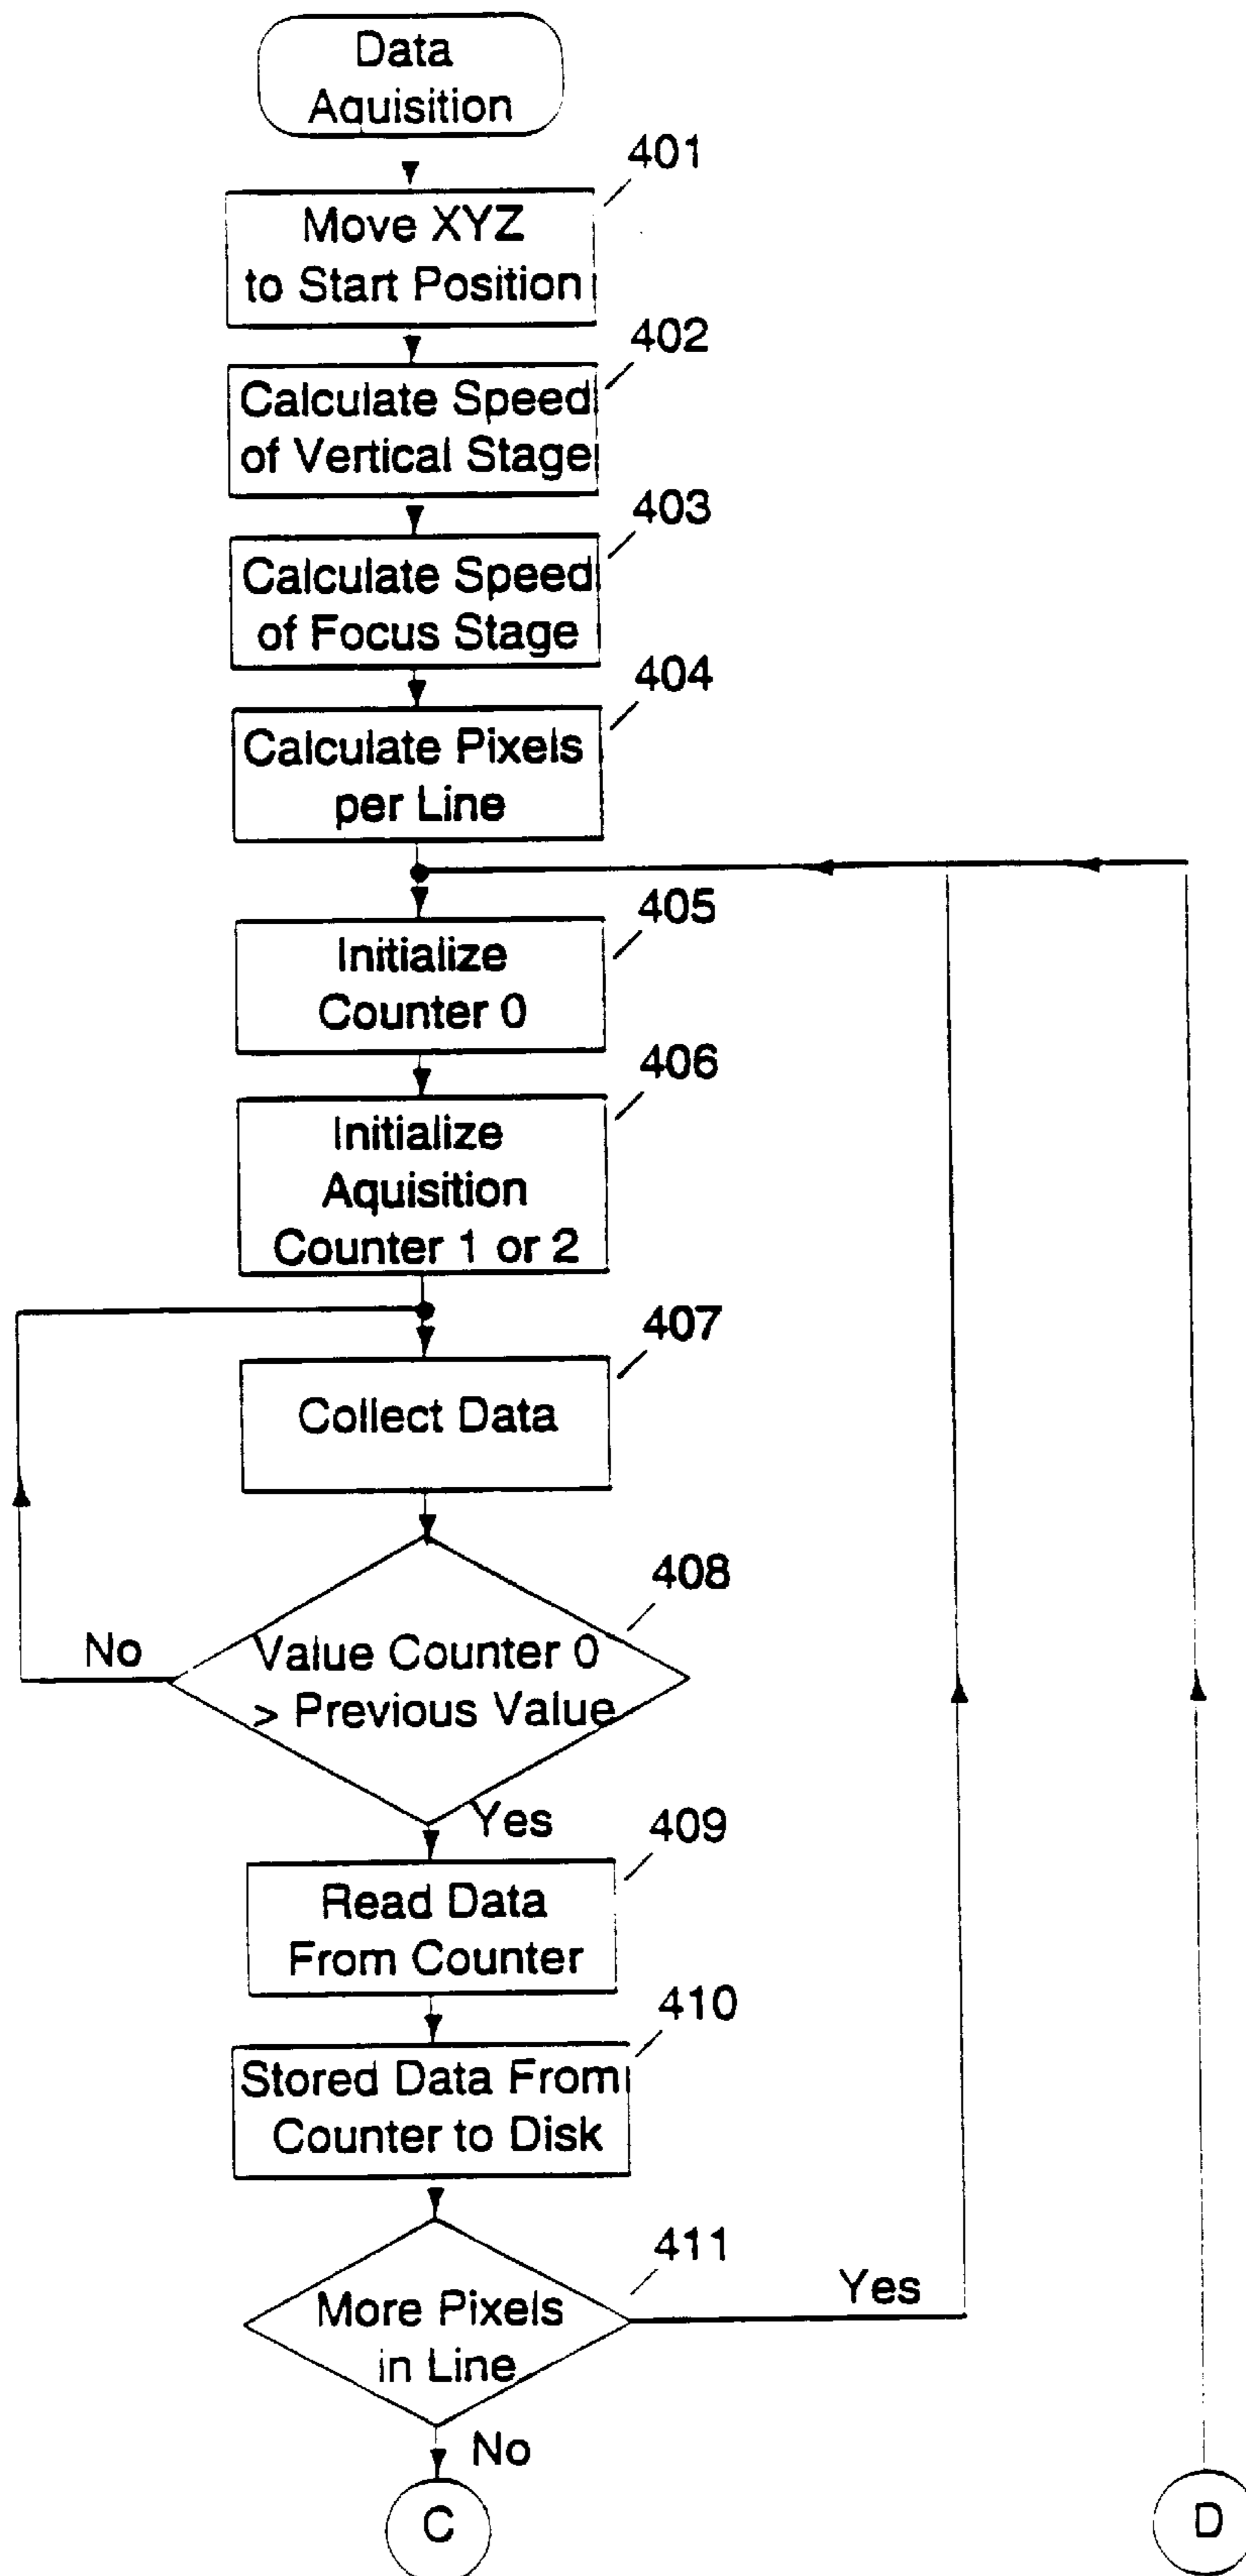 Data
Aquisition
401
Move XYZ
to Start Position
402
Calculate Speed
of Vertical Stage
403
Calculate Speed
of Focus Stage
404
Calculate Pixels
per Line
405
Initialize
Counter 0
406
Initialize
Aquisition
Counter 1 or 2
407
Collect Data
408
No
Value Counter 0
> Previous Value
Yes
409
Read Data
From Counter
410
Stored Data From
Counter to Disk
411
Yes
More Pixels
in Line
No
C
D